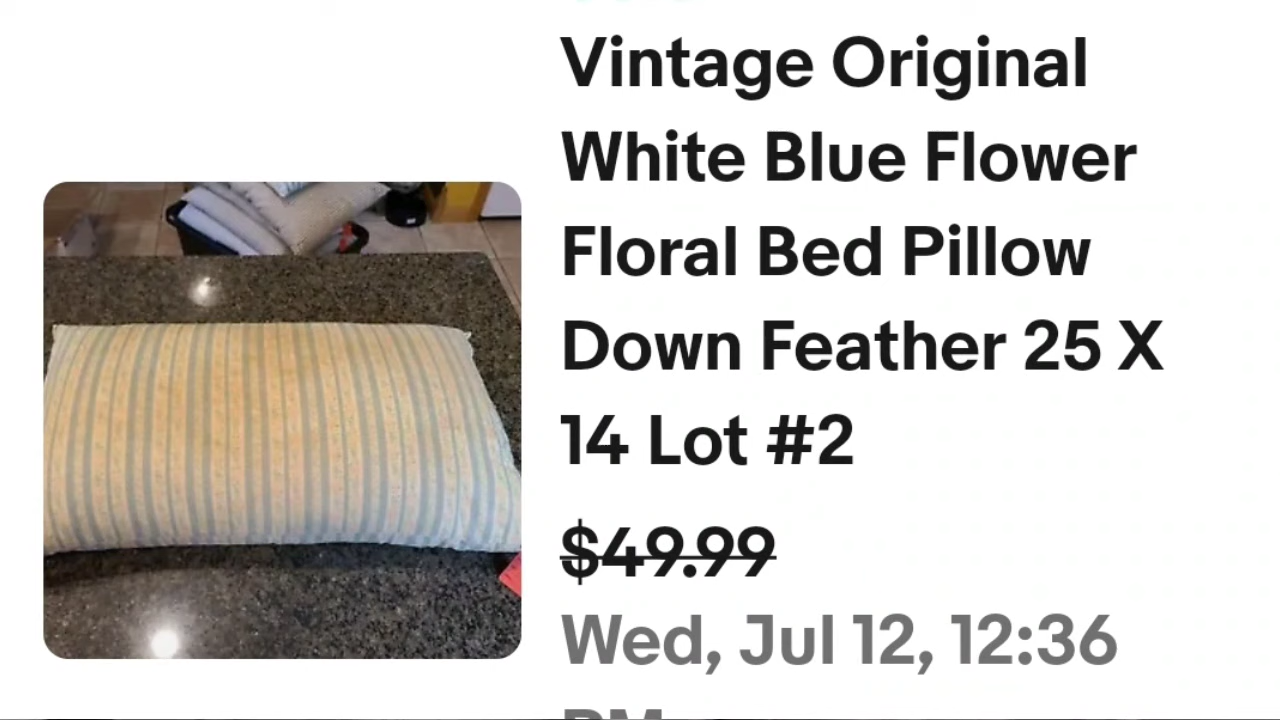 Vintage Original
White Blue Flower
Floral Bed Pillow
Down Feather 25 X
14 Lot #2
$49.99
Wed, Jul 12, 12:36
PM